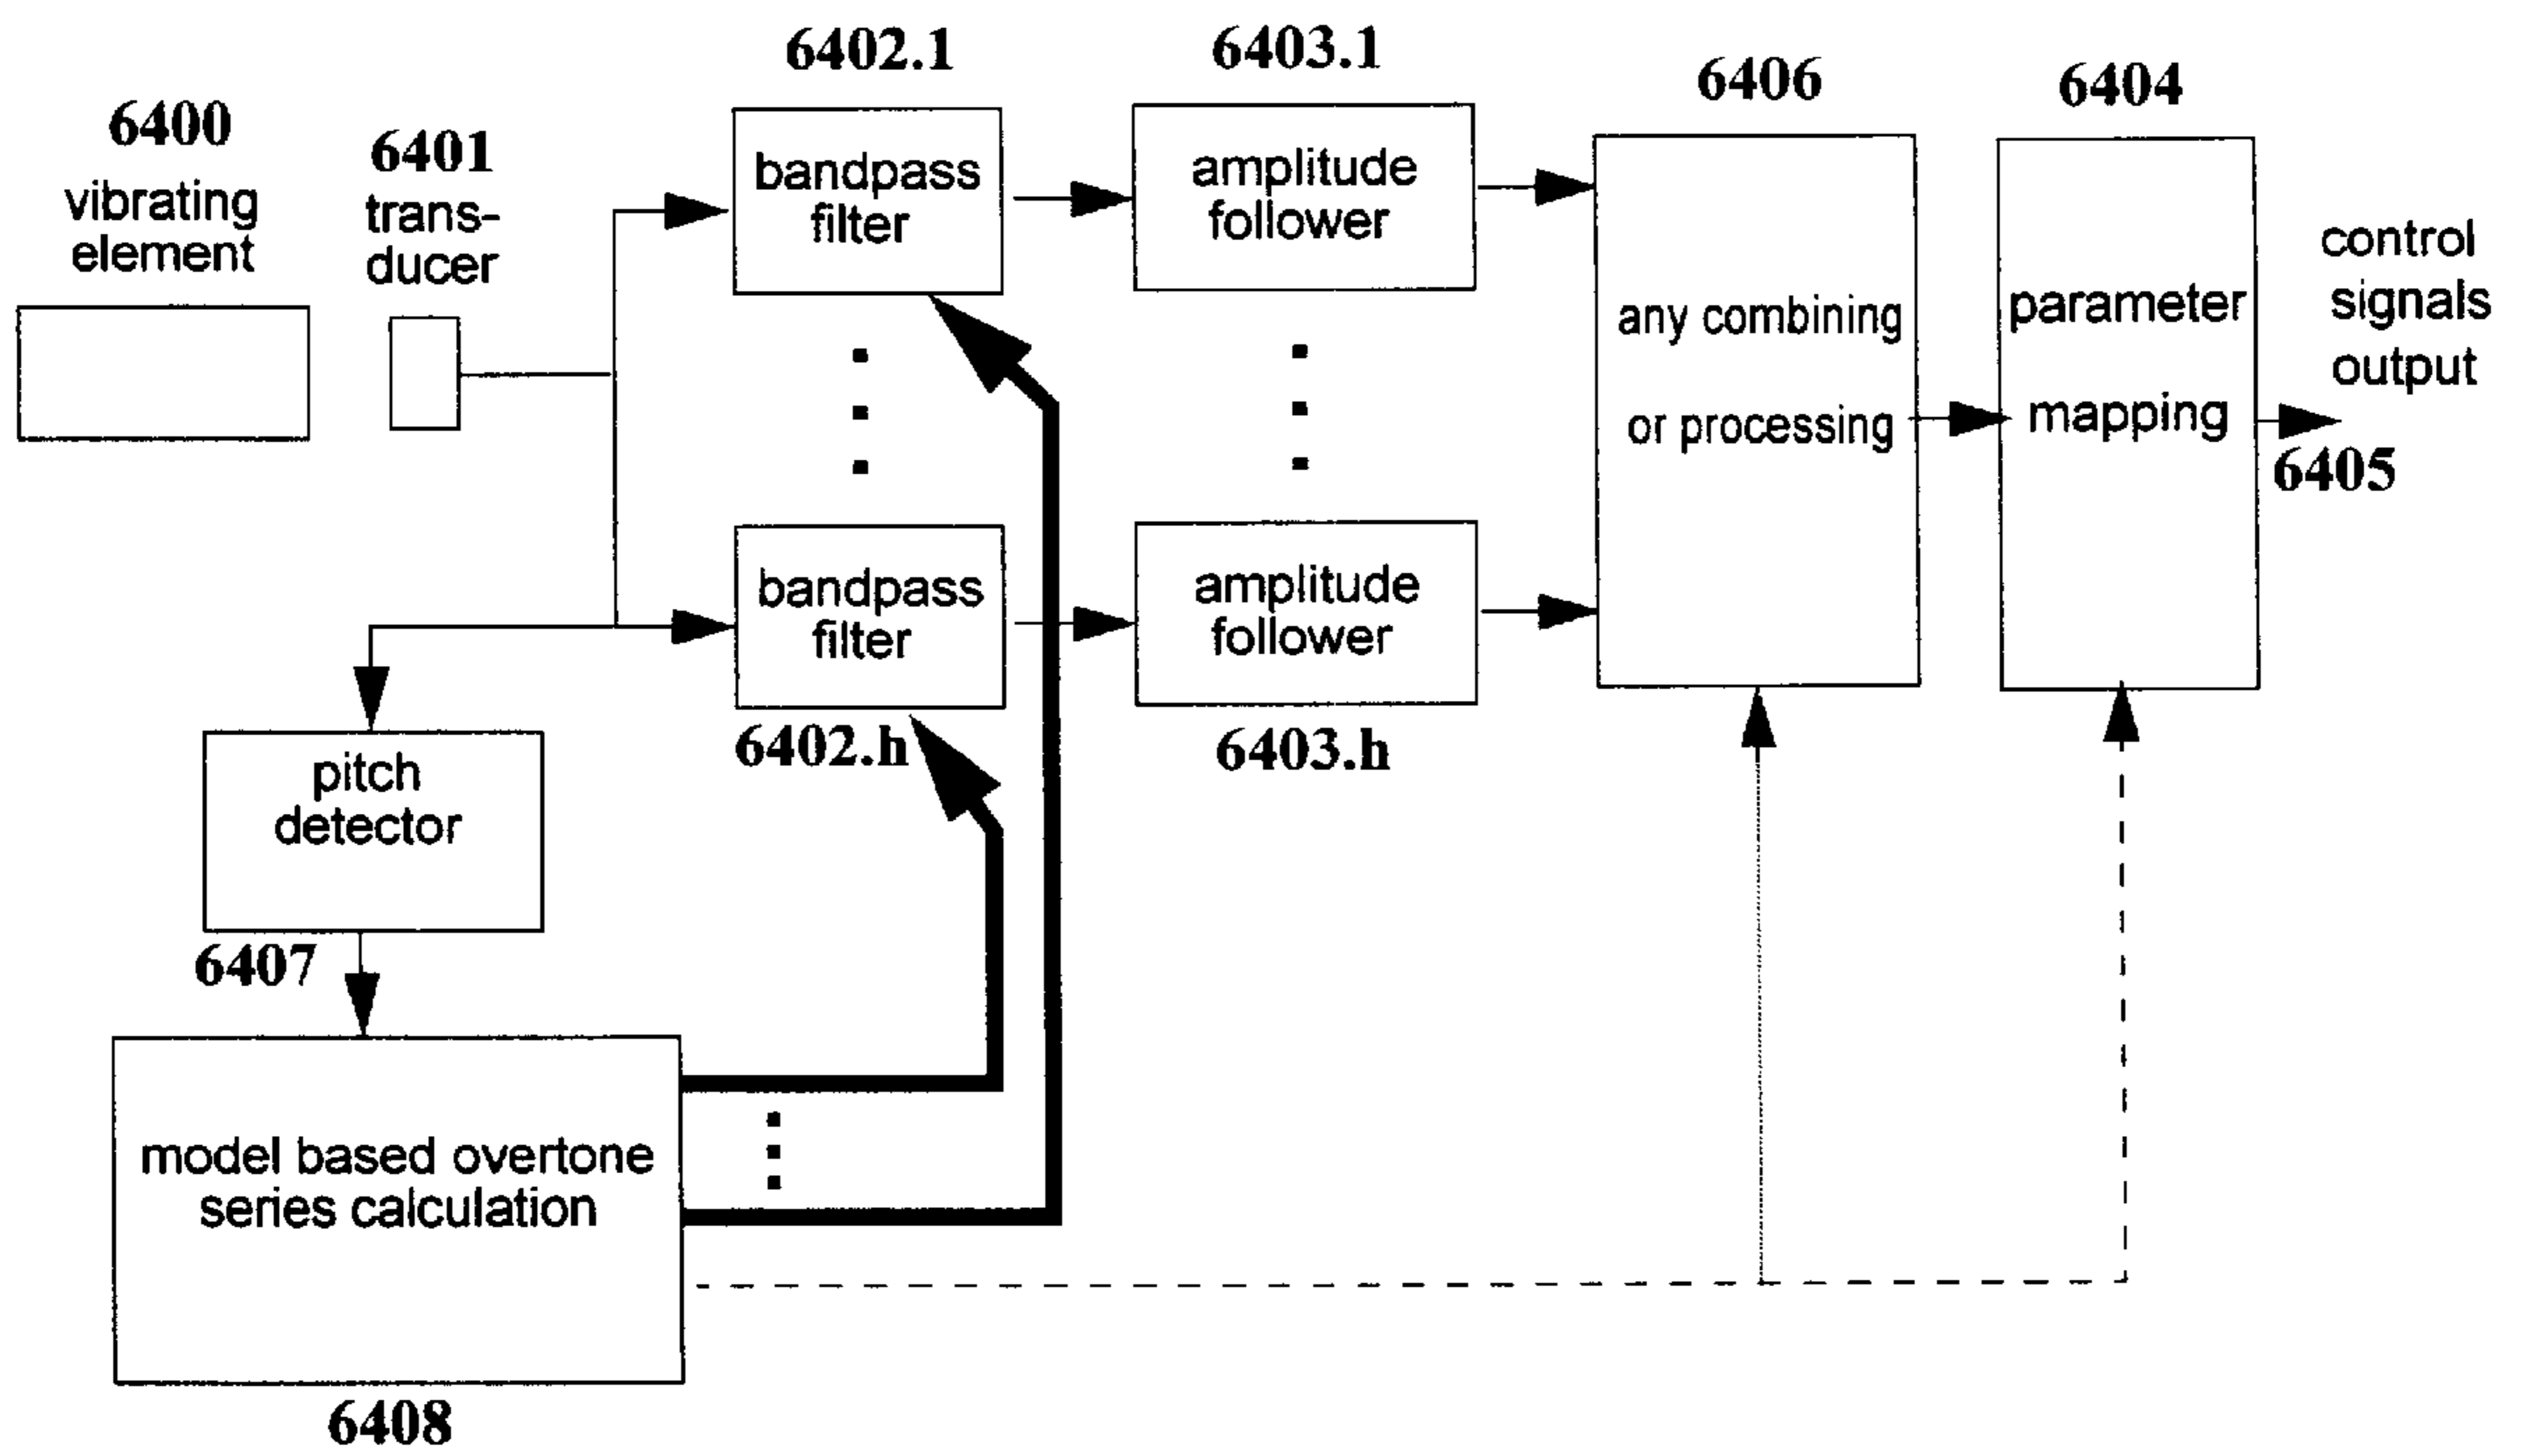 6400
vibrating
element
6401
trans-
ducer
6402.1
bandpass
filter
6403.1
amplitude
follower
6406
any combining
or processing
6404
parameter
mapping
control
signals
output
6405
bandpass
filter
6402.h
amplitude
follower
6403.h
pitch
detector
6407
model based overtone
series calculation
6408